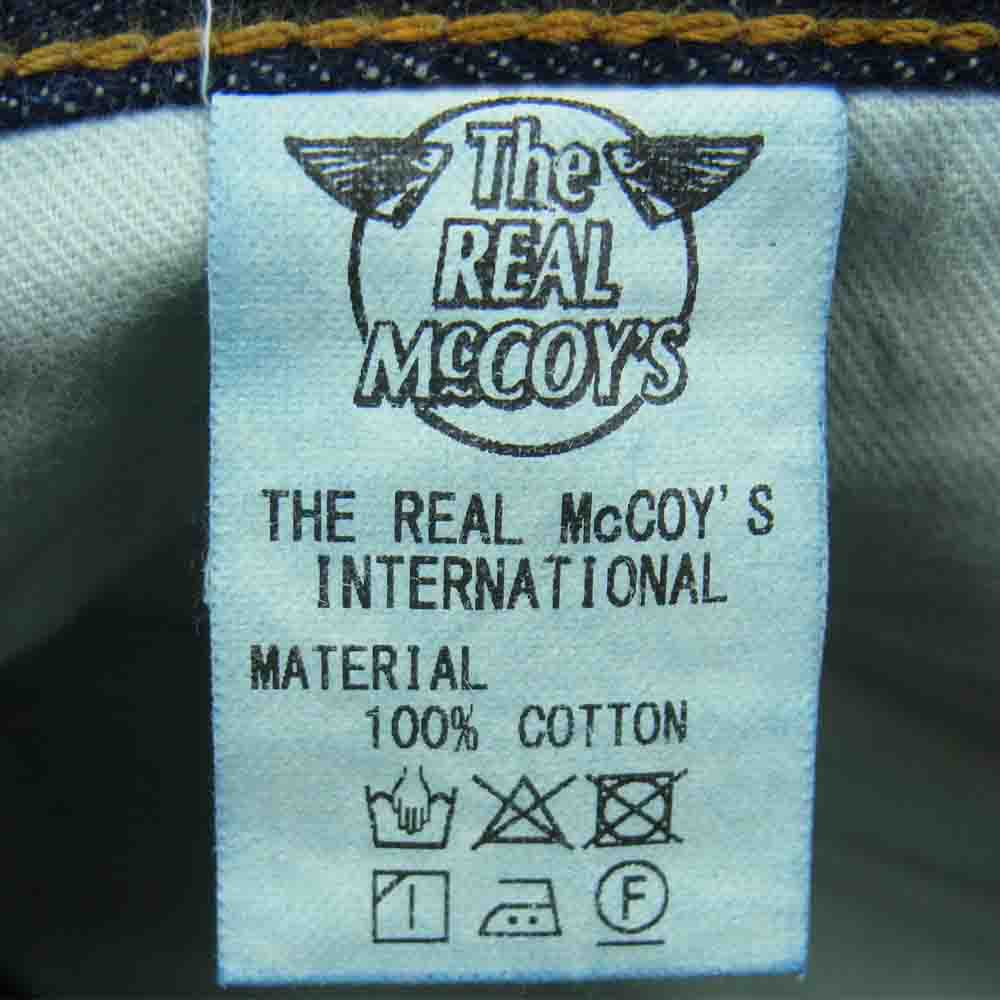 The
REAL
McCOY'S
THE REAL McCOY'S
INTERNATIONAL
MATERIAL
100% COTTON
F